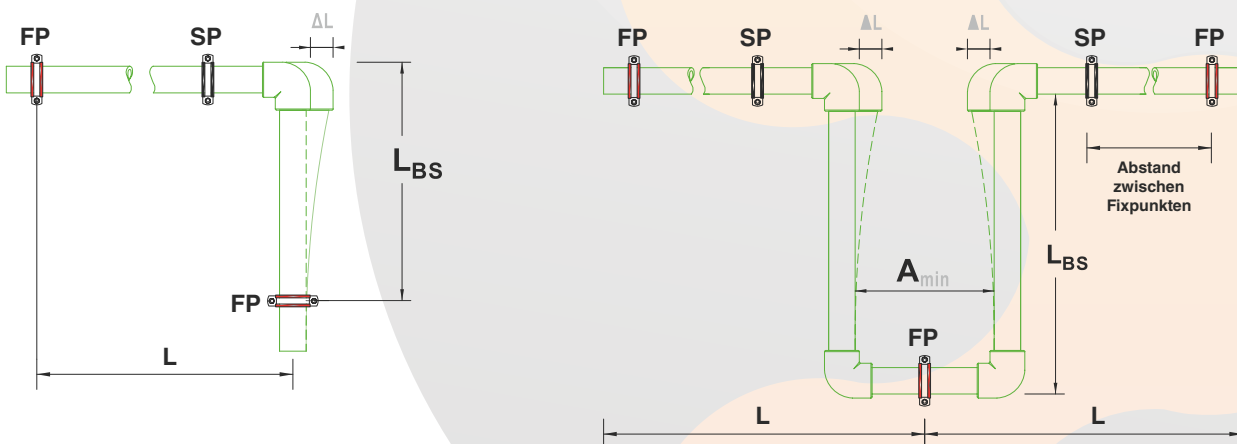 ΔL
FP
SP
LBS
FP
L
ΔL
ΔL
FP
SP
SP
FP
Abstand
zwischen
Fixpunkten
LBS
Amin
FP
L
L